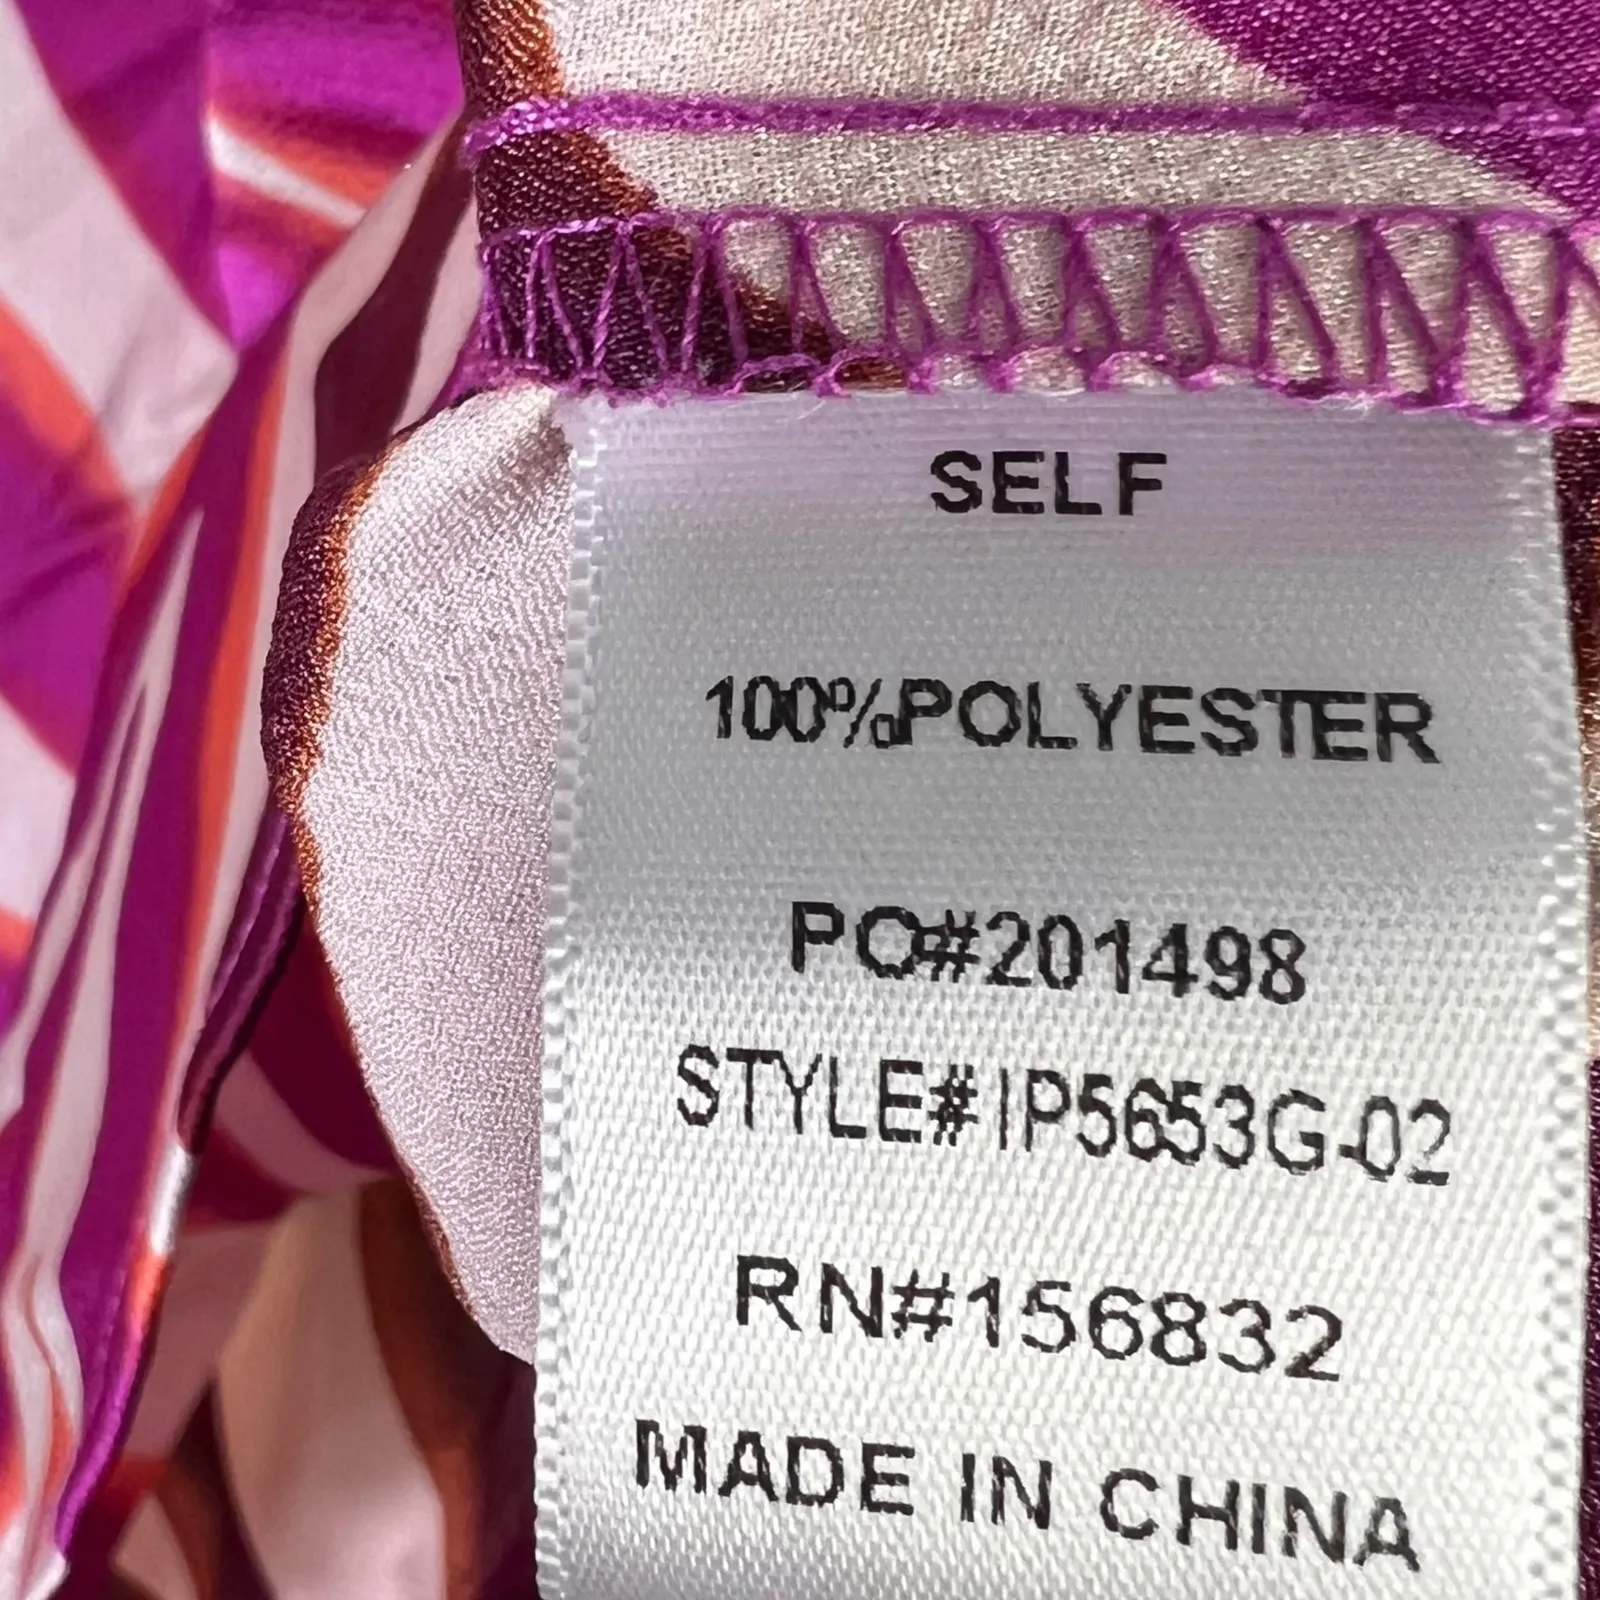 SELF
100%POLYESTER
PO#201498
STYLE#IP5653G-02
RN#156832
MADE IN CHINA